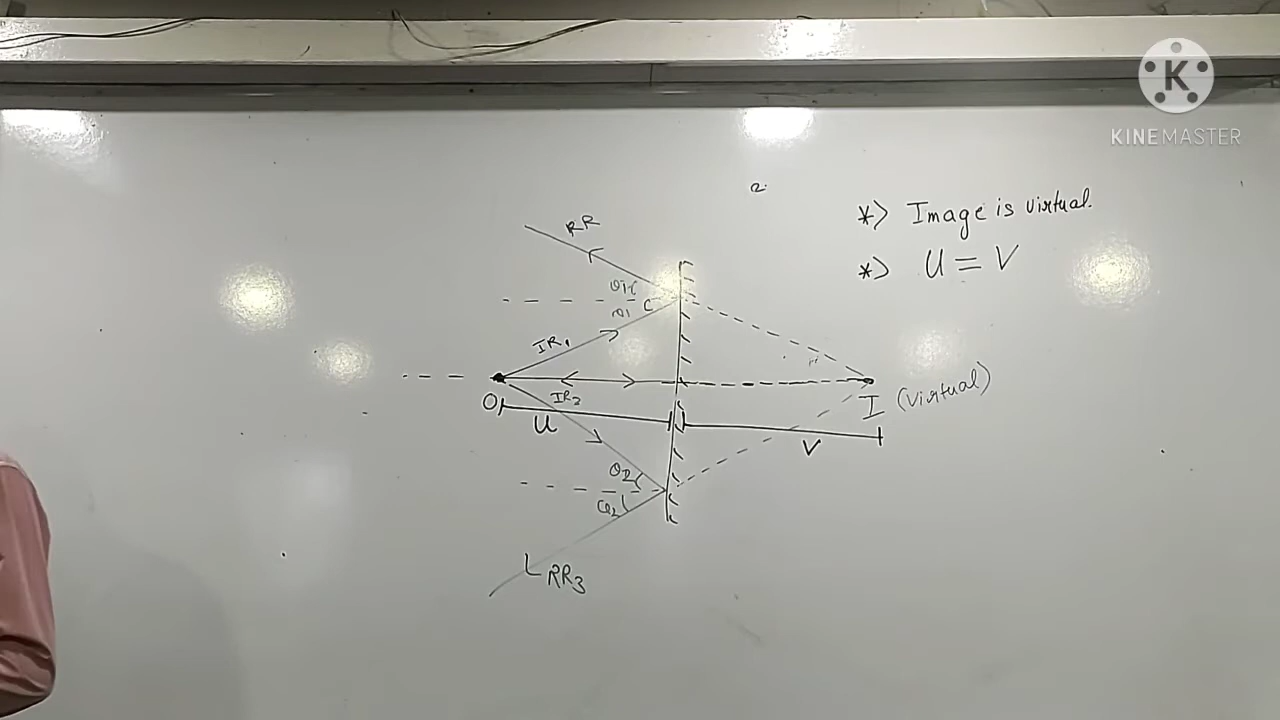 K
KINEMASTER
*) Image is virtual.
*) U = V
RR
θ1
θ1
IR1
O
IR2
U
I (virtual)
V
θ2
θ2
RR3